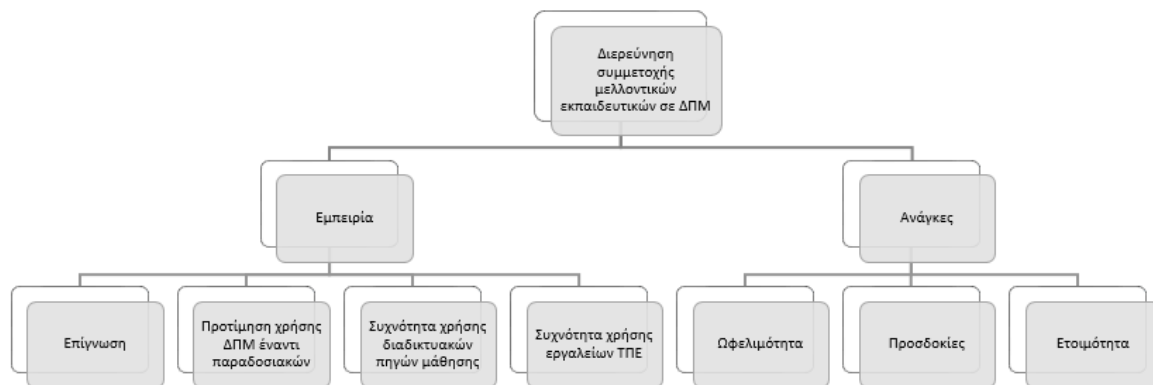 Διερεύνηση
συμμετοχής
μελλοντικών
εκπαιδευτικών σε ΔΠΜ
Εμπειρία
Ανάγκες
Επίγνωση
Προτίμηση χρήσης
ΔΠΜ έναντι
παραδοσιακών
Συχνότητα χρήσης
διαδικτυακών
πηγών μάθησης
Συχνότητα χρήσης
εργαλείων ΤΠΕ
Ωφελιμότητα
Προσδοκίες
Ετοιμότητα